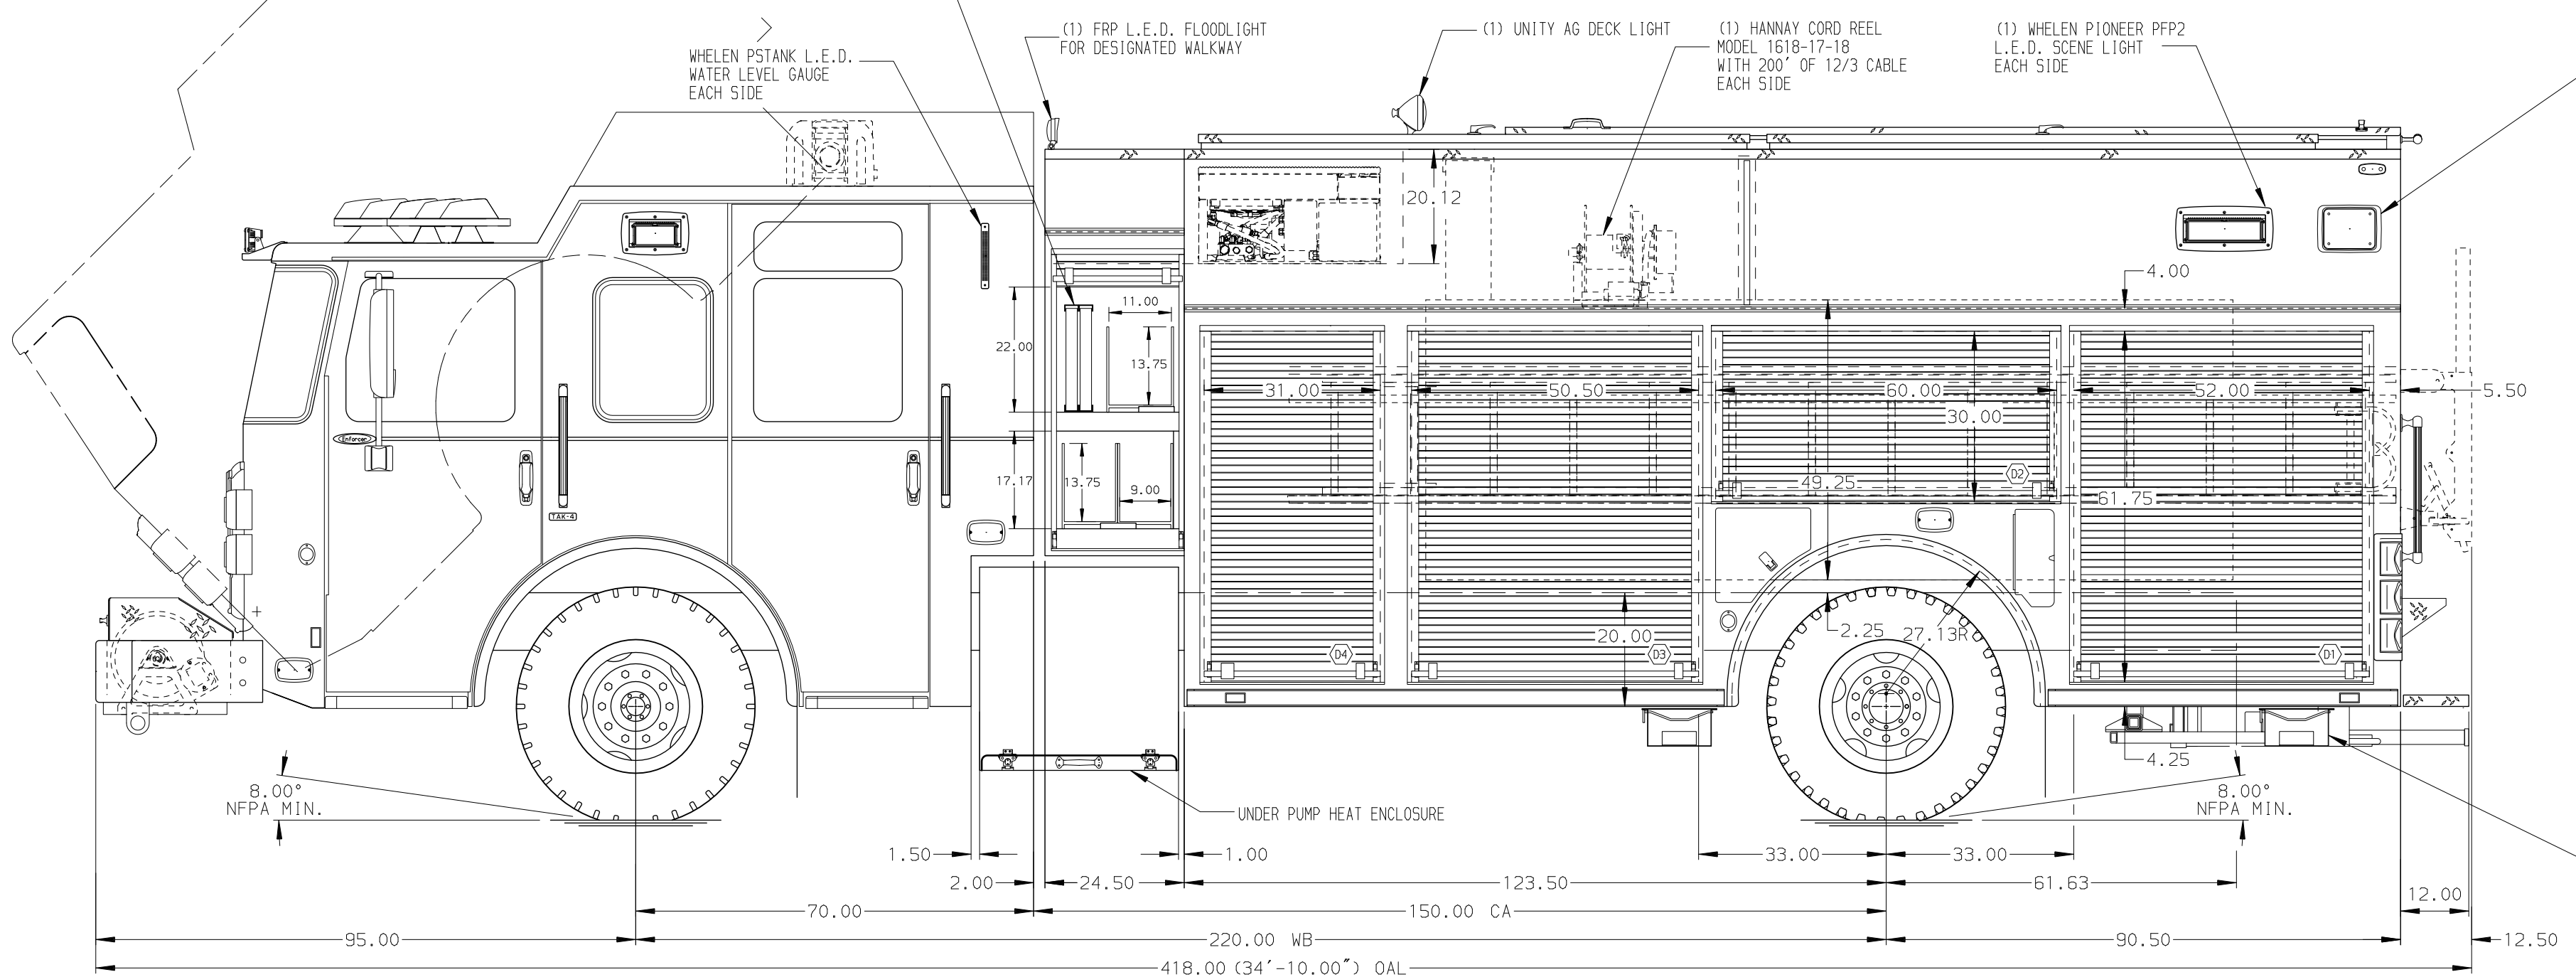 (1) FRP L.E.D. FLOODLIGHT
FOR DESIGNATED WALKWAY
(1) UNITY AG DECK LIGHT
(1) HANNAY CORD REEL
MODEL 1618-17-18
WITH 200' OF 12/3 CABLE
EACH SIDE
(1) WHELEN PIONEER PFP2
L.E.D. SCENE LIGHT
EACH SIDE
WHELEN PSTANK L.E.D.
WATER LEVEL GAUGE
EACH SIDE
20.12
4.00
11.00
22.00
13.75
31.00
50.50
60.00
52.00
5.50
30.00
Enforcer
17.17
13.75
9.00
49.25
D2
61.75
TAK-4
2.25
27.13R
20.00
D4
D3
D1
4.25
8.00°
NFPA MIN.
8.00°
NFPA MIN.
UNDER PUMP HEAT ENCLOSURE
1.50
1.00
33.00
33.00
2.00
24.50
123.50
61.63
12.00
70.00
150.00 CA
95.00
220.00 WB
90.50
12.50
418.00 (34'-10.00") OAL